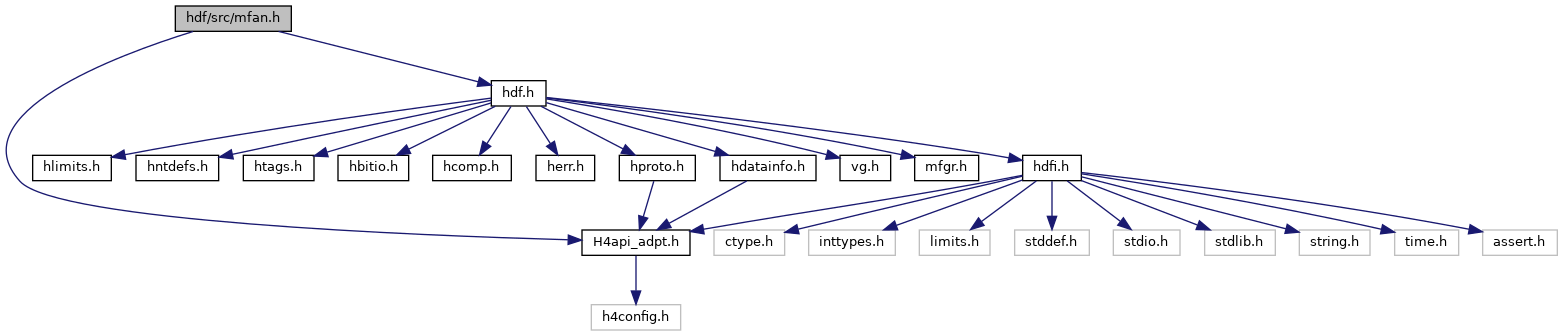 hdf/src/mfan.h
hdf.h
hlimits.h
hntdefs.h
htags.h
hbitio.h
hcomp.h
herr.h
hproto.h
hdatainfo.h
vg.h
mfgr.h
hdfi.h
H4api_adpt.h
ctype.h
inttypes.h
limits.h
stddef.h
stdio.h
stdlib.h
string.h
time.h
assert.h
h4config.h